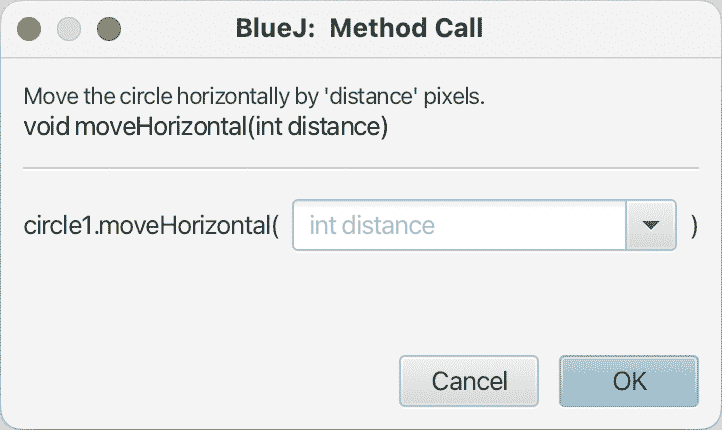 BlueJ:  Method Call
Move the circle horizontally by 'distance' pixels.
void moveHorizontal(int distance)
circle1.moveHorizontal( int distance )
Cancel OK